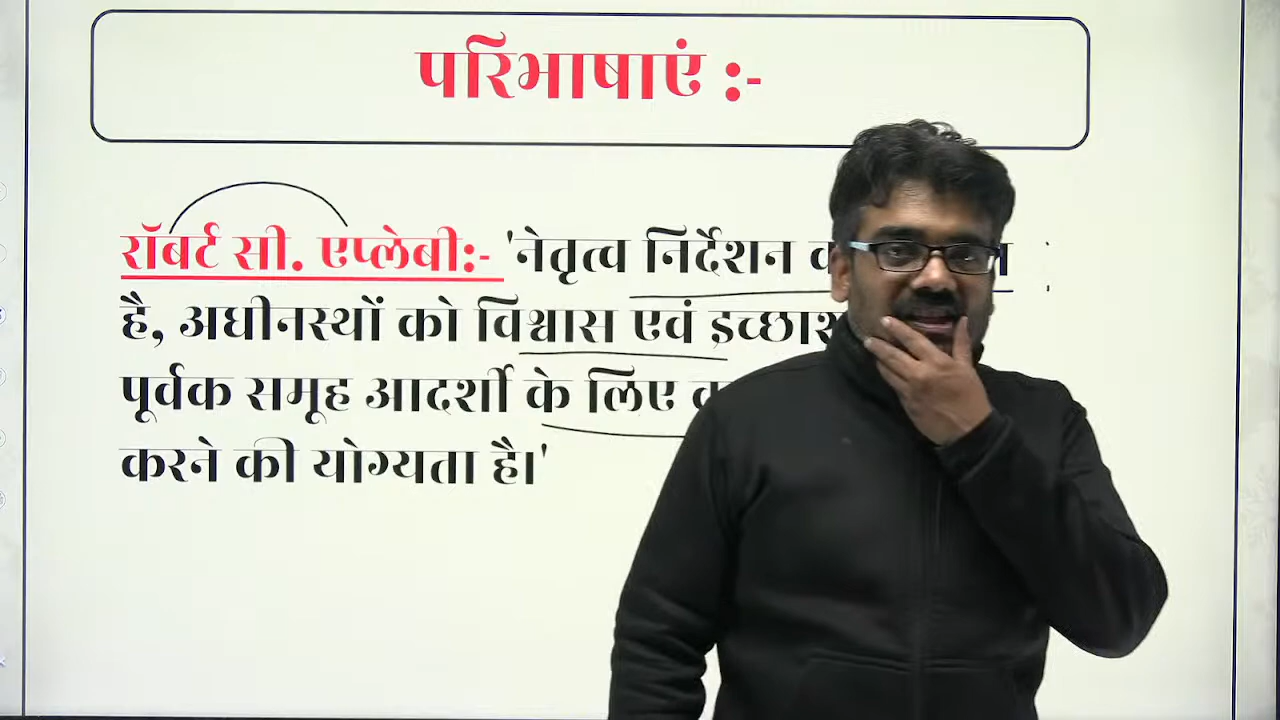 परिभाषाएं :-
रॉबर्ट सी. एप्लेबी:- 'नेतृत्व निर्देशन
है, अधीनस्थों को विश्वास एवं
पूर्वक समूह आदर्शी के लिए
करने की योग्यता है।'